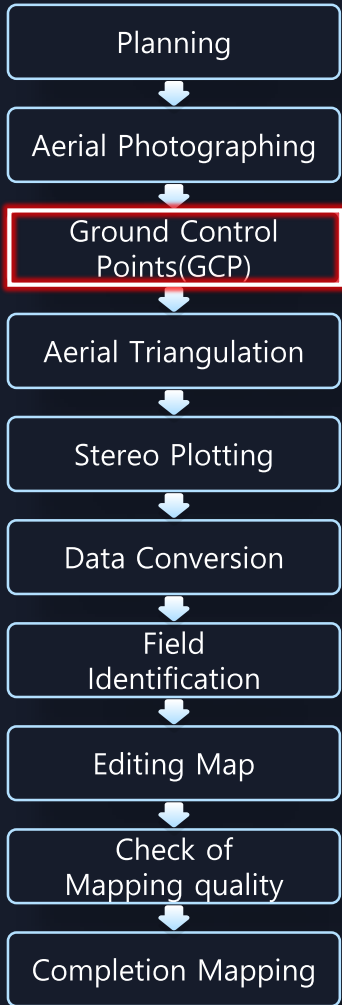 Planning
Aerial Photographing
Ground Control
Points(GCP)
Aerial Triangulation
Stereo Plotting
Data Conversion
Field
Identification
Editing Map
Check of
Mapping quality
Completion Mapping